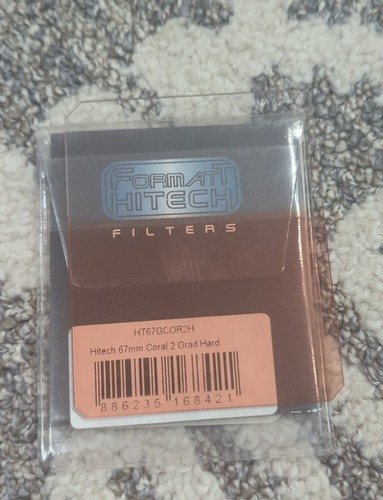 FORMATT
HITECH
FILTERS
HT67GCOR2H
Hitech 67mm Coral 2 Grad Hard
886235 168421